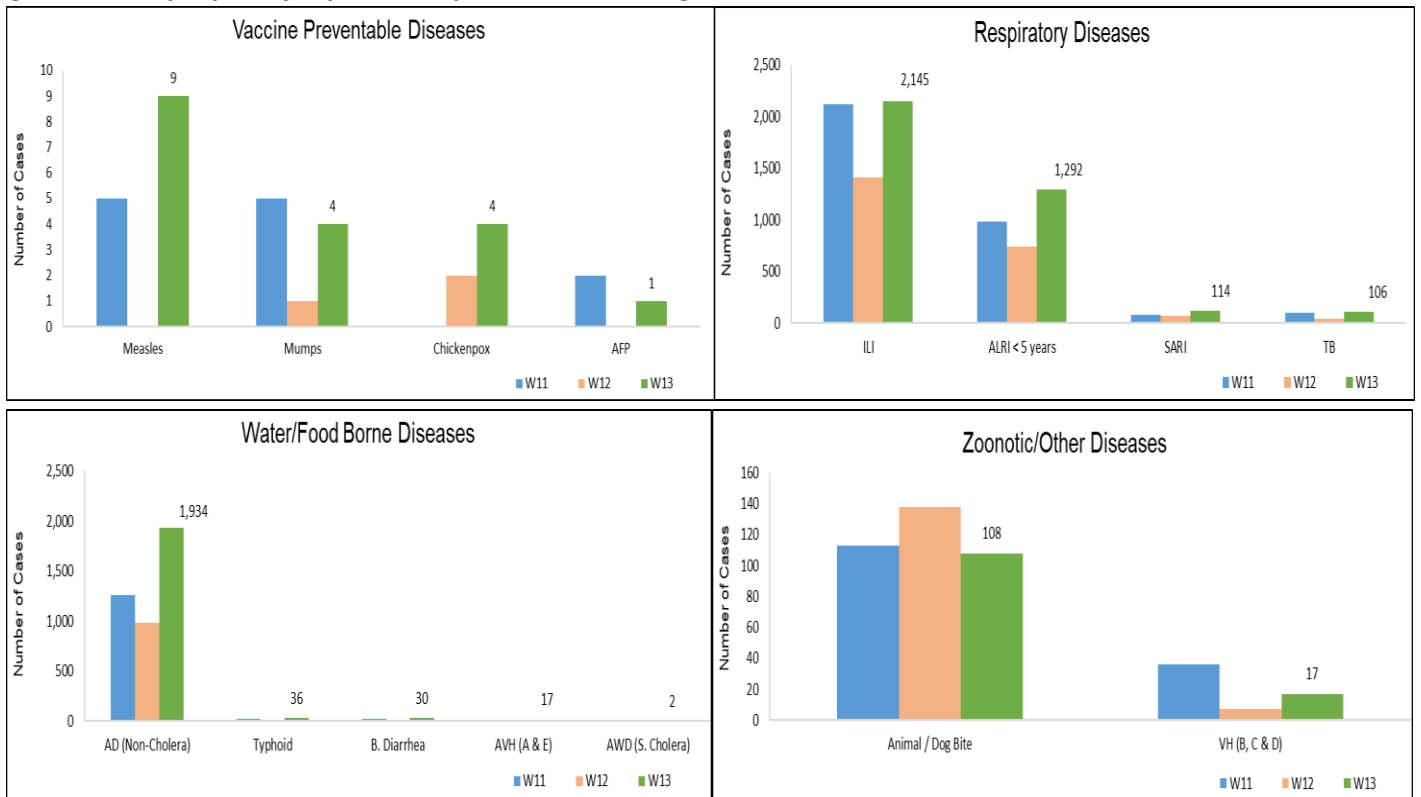 Vaccine Preventable Diseases
Number of Cases
10
9
8
7
6
5
4
3
2
1
0
9
4
4
1
Measles Mumps Chickenpox AFP
W11 W12 W13
Respiratory Diseases
Number of Cases
2,500
2,000
1,500
1,000
500
0
2,145
1,292
114
106
ILI ALRI < 5 years SARI TB
W11 W12 W13
Water/Food Borne Diseases
Number of Cases
2,500
2,000
1,500
1,000
500
0
1,934
36
30
17
2
AD (Non-Cholera) Typhoid B. Diarrhea AVH (A & E) AWD (S. Cholera)
W11 W12 W13
Zoonotic/Other Diseases
Number of Cases
160
140
120
100
80
60
40
20
0
108
17
Animal / Dog Bite VH (B, C & D)
W11 W12 W13